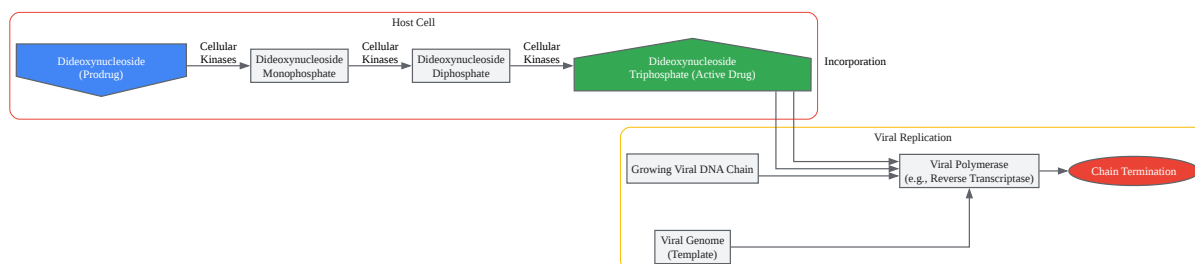 Host Cell
Dideoxynucleoside
(Prodrug)
Cellular
Kinases
Dideoxynucleoside
Monophosphate
Cellular
Kinases
Dideoxynucleoside
Diphosphate
Cellular
Kinases
Dideoxynucleoside
Triphosphate (Active Drug)
Incorporation
Viral Replication
Growing Viral DNA Chain
Viral Polymerase
(e.g., Reverse Transcriptase)
Chain Termination
Viral Genome
(Template)